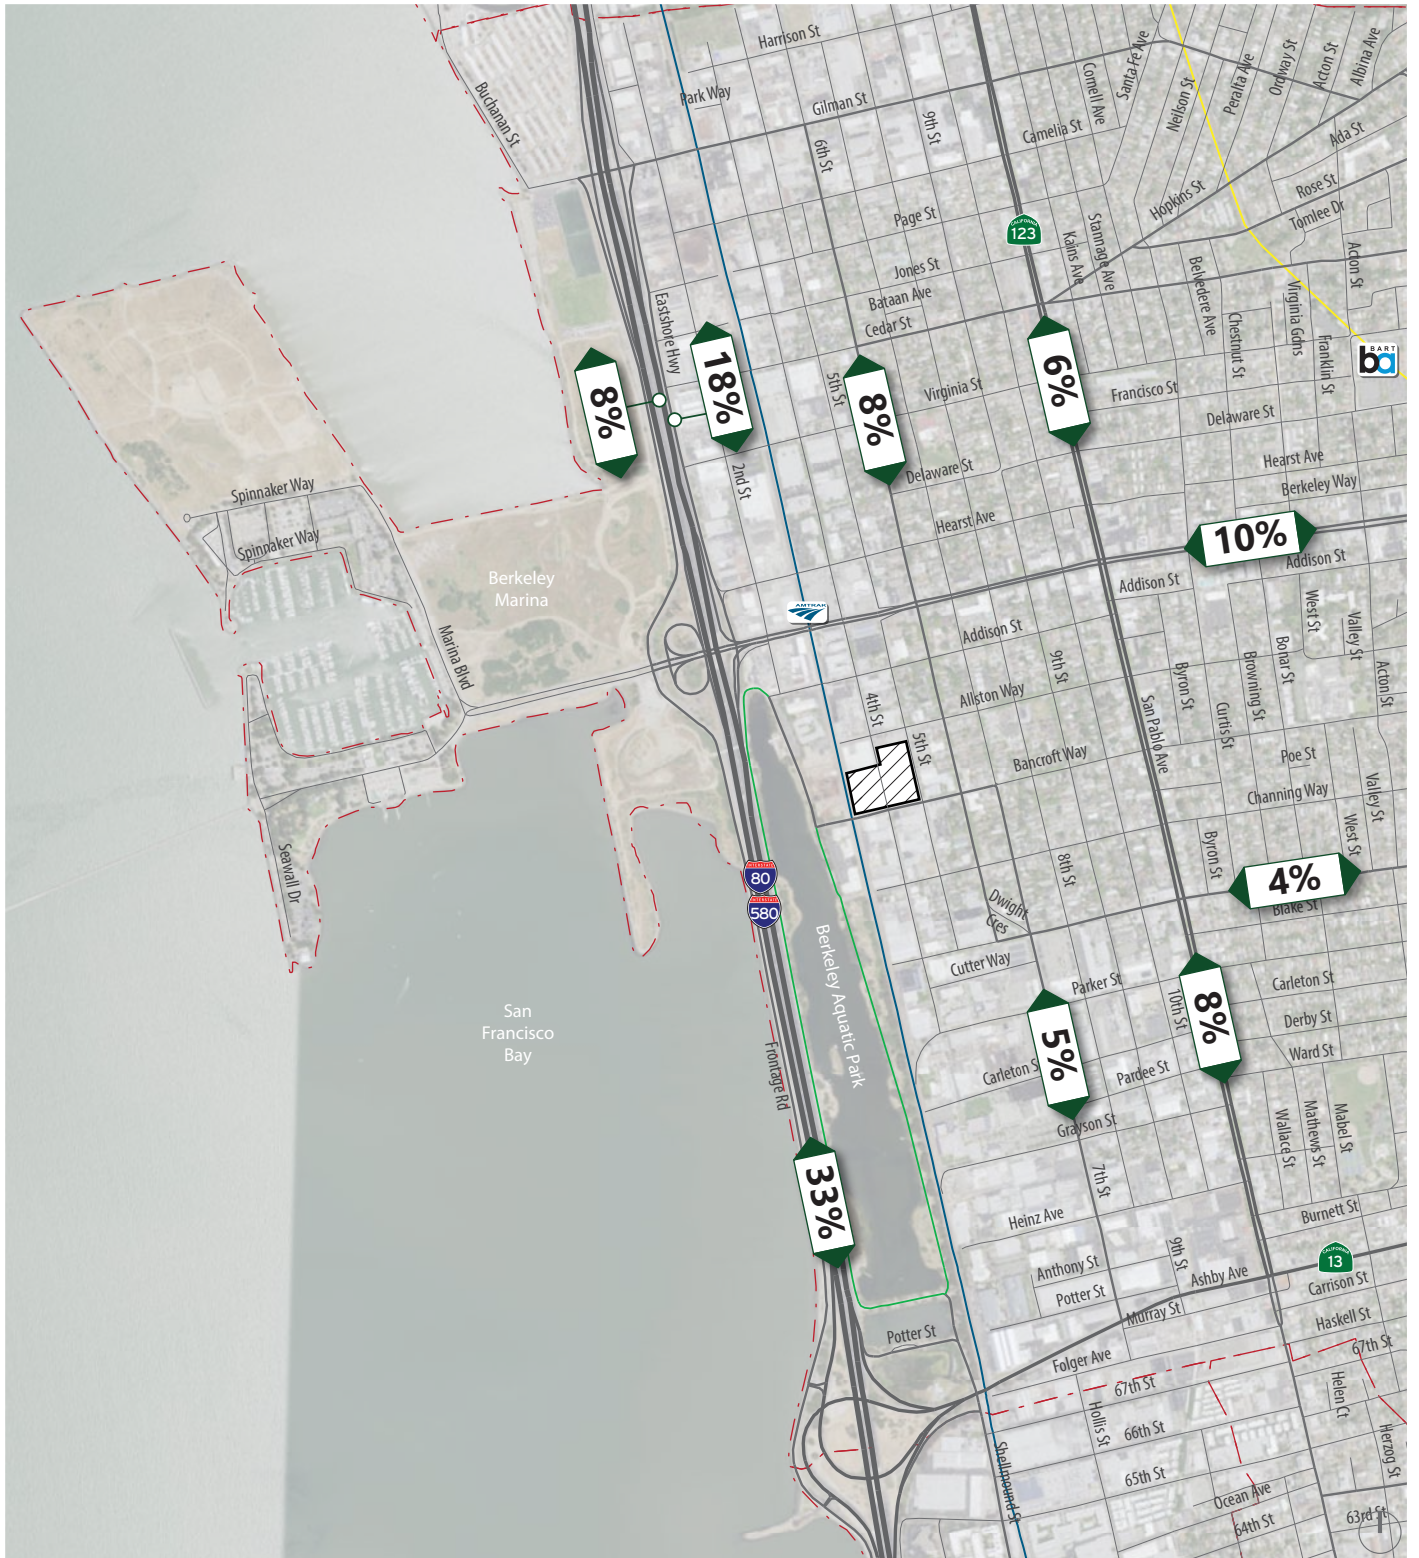 Harrison St
Santa Fe Ave
Cornell Ave
Neilson St
Peralta Ave
Ordway St
Acton St
Albina Ave
Buchanan St
Park Way
Gilman St
9th St
Camelia St
Ada St
6th St
Hopkins St
Rose St
Tomlee Dr
Page St
CALIFORNIA
123
Kains Ave
Stannage Ave
Acton St
Jones St
Bataan Ave
Cedar St
Belvedere Ave
Chestnut St
Virginia Gdns
Franklin St
BART
ba
Eastshore Hwy
8%
18%
5th St
8%
Virginia St
6%
Francisco St
Delaware St
2nd St
Delaware St
Hearst Ave
Berkeley Way
Spinnaker Way
Spinnaker Way
Hearst Ave
10%
Addison St
Berkeley
Marina
AMTRAK
Addison St
Addison St
West St
Valley St
Marina Blvd
9th St
Allston Way
Byron St
Browning St
Bonar St
Acton St
4th St
5th St
San Pablo Ave
Curtis St
Bancroft Way
Poe St
Channing Way
Valley St
West St
Seawall Dr
INTERSTATE
80
INTERSTATE
580
8th St
Byron St
4%
Blake St
Dwight
Cres
Berkeley Aquatic Park
Cutter Way
Parker St
10th St
8%
Carleton St
Derby St
Ward St
San
Francisco
Bay
Frontage Rd
Carleton S
5%
Pardee St
Grayson St
Wallace St
Mathews St
Mabel St
33%
7th St
Heinz Ave
Burnett St
9th St
Anthony St
Potter St
Ashby Ave
CALIFORNIA
13
Carrison St
Murray St
Haskell St
Potter St
Folger Ave
67th St
67th St
Helen Ct
Hollis St
66th St
Herzog St
65th St
Shellmound St
Ocean Ave
64th St
63rd St